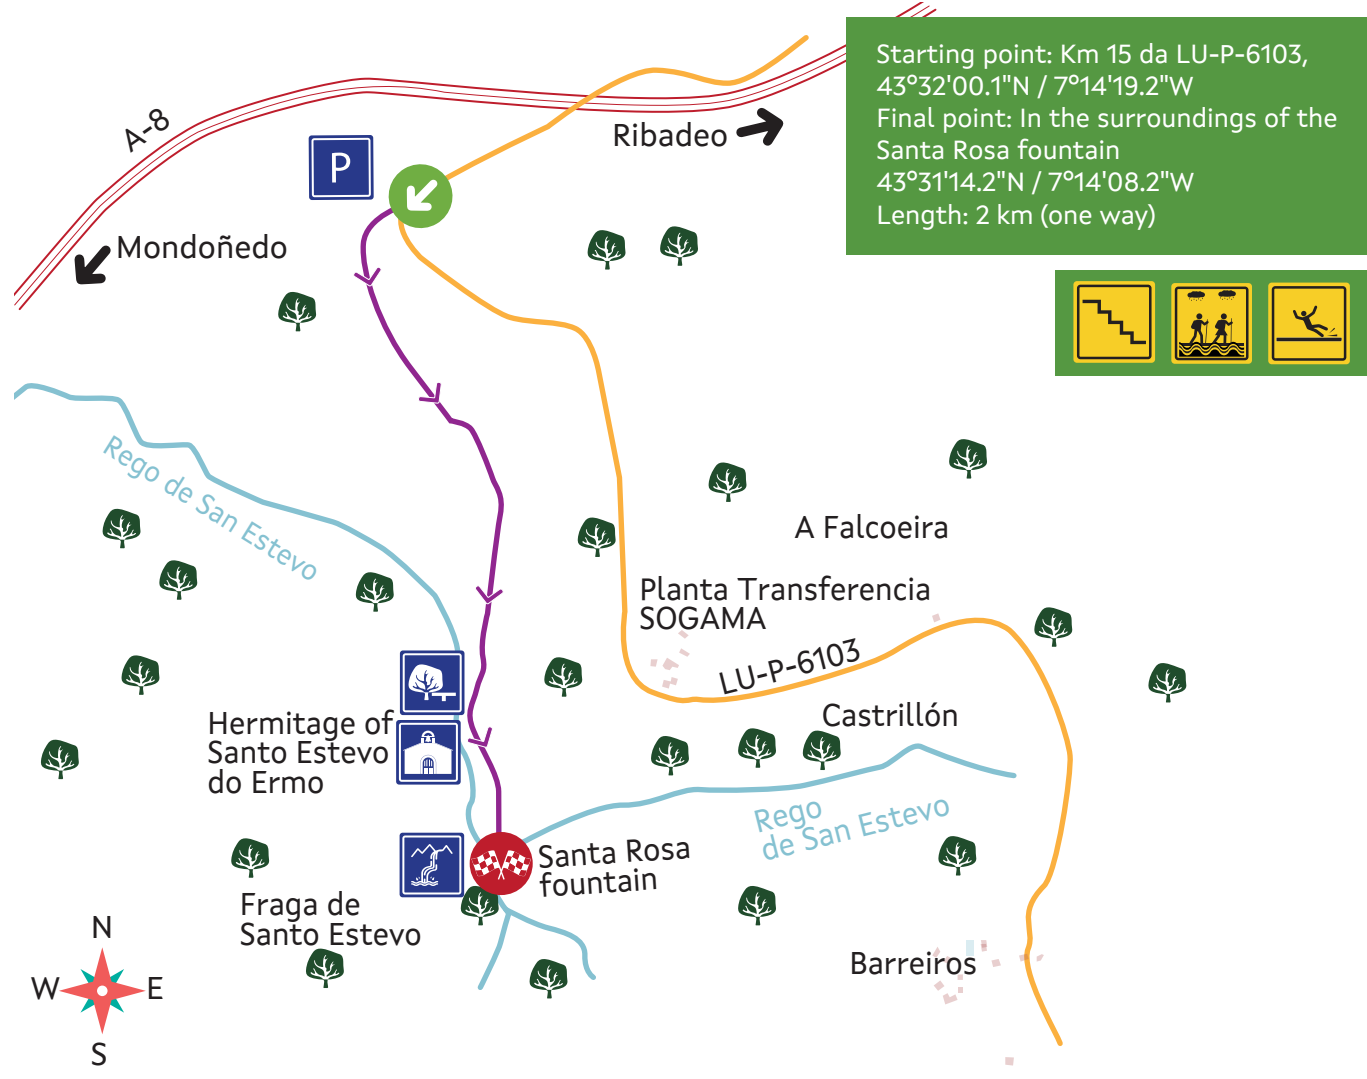 Starting point: Km 15 da LU-P-6103,
43°32'00.1"N / 7°14'19.2"W
Final point: In the surroundings of the
Santa Rosa fountain
43°31'14.2"N / 7°14'08.2"W
Length: 2 km (one way)
A-8
P
Ribadeo
Mondoñedo
Rego de San Estevo
A Falcoeira
Planta Transferencia
SOGAMA
LU-P-6103
Castrillón
Hermitage of
Santo Estevo
do Ermo
Rego
de San Estevo
Santa Rosa
fountain
Fraga de
Santo Estevo
Barreiros
N
W
E
S